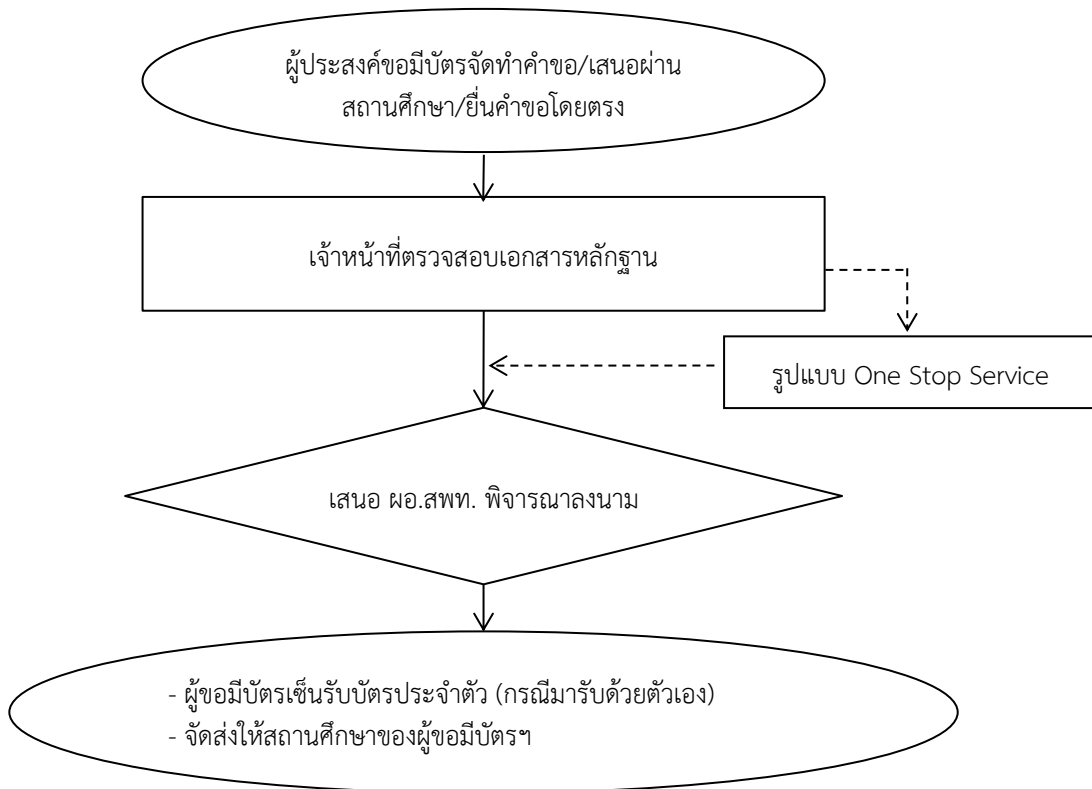 ผู้ประสงค์ขอมีบัตรจัดทำคำขอ/เสนอผ่าน
สถานศึกษา/ยื่นคำขอโดยตรง
เจ้าหน้าที่ตรวจสอบเอกสารหลักฐาน
รูปแบบ One Stop Service
เสนอ ผอ.สพท. พิจารณาลงนาม
- ผู้ขอมีบัตรเซ็นรับบัตรประจำตัว (กรณีมารับด้วยตัวเอง)
- จัดส่งให้สถานศึกษาของผู้ขอมีบัตรฯ